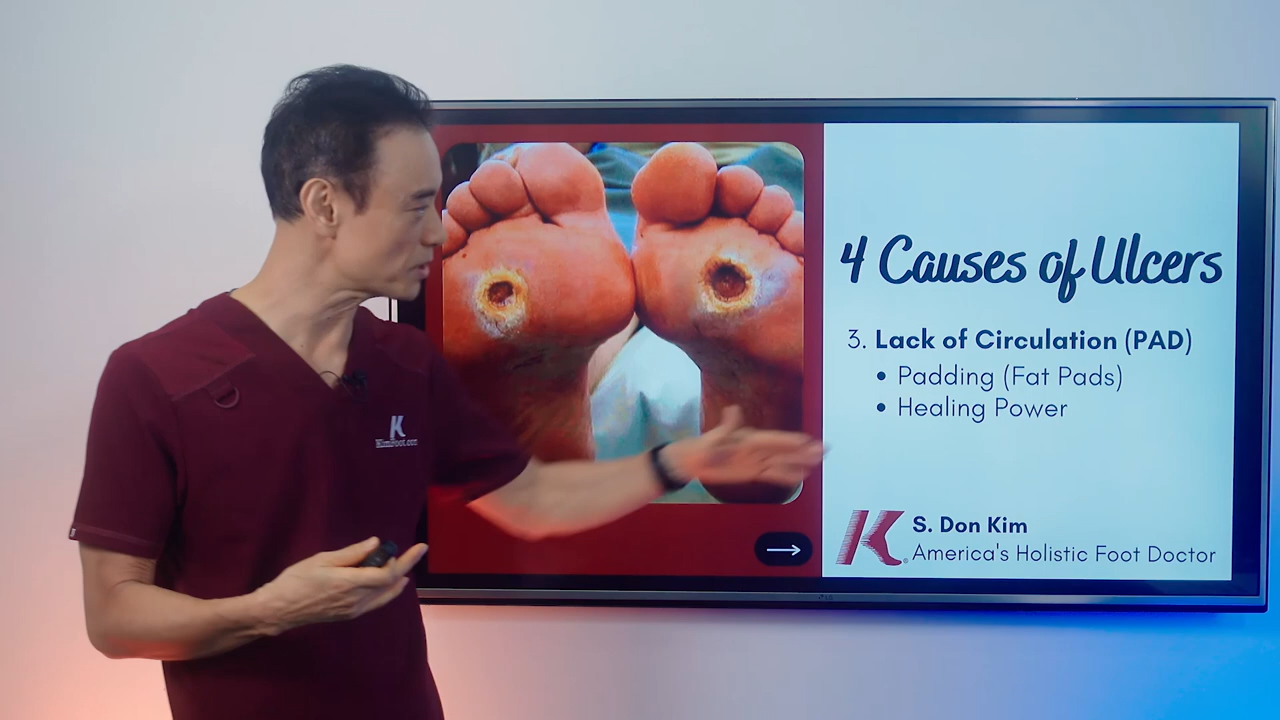 4 Causes of Ulcers
3. Lack of Circulation (PAD)
• Padding (Fat Pads)
• Healing Power
K
S. Don Kim
America's Holistic Foot Doctor
K
KimFoot.com